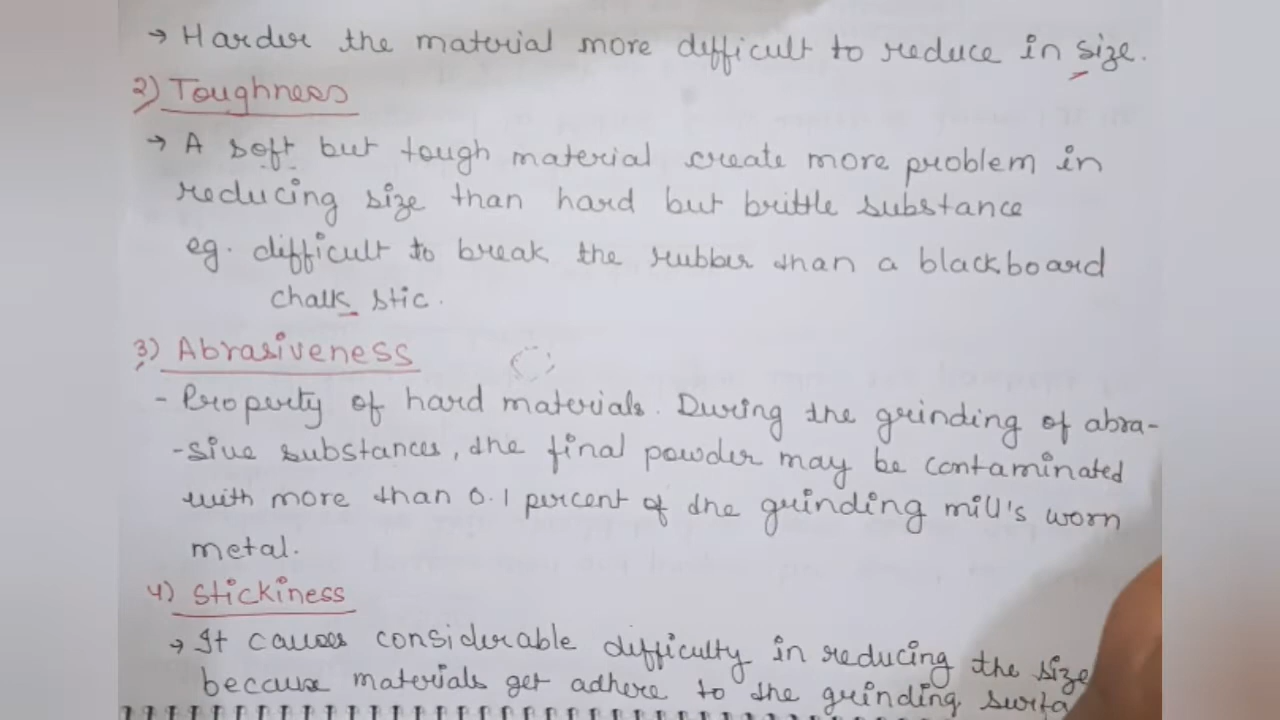 → Harder the material more difficult to reduce in size.
2) Toughness
→ A soft but tough material create more problem in
reducing size than hard but brittle substance
eg. difficult to break the rubber than a blackboard
chalk stic.
3) Abrasiveness
- Property of hard materials. During the grinding of abra-
-sive substances, the final powder may be contaminated
with more than 0.1 percent of the grinding mill's worn
metal.
4) Stickiness
→ It causes considerable difficulty in reducing the size
because materials get adhere to the grinding